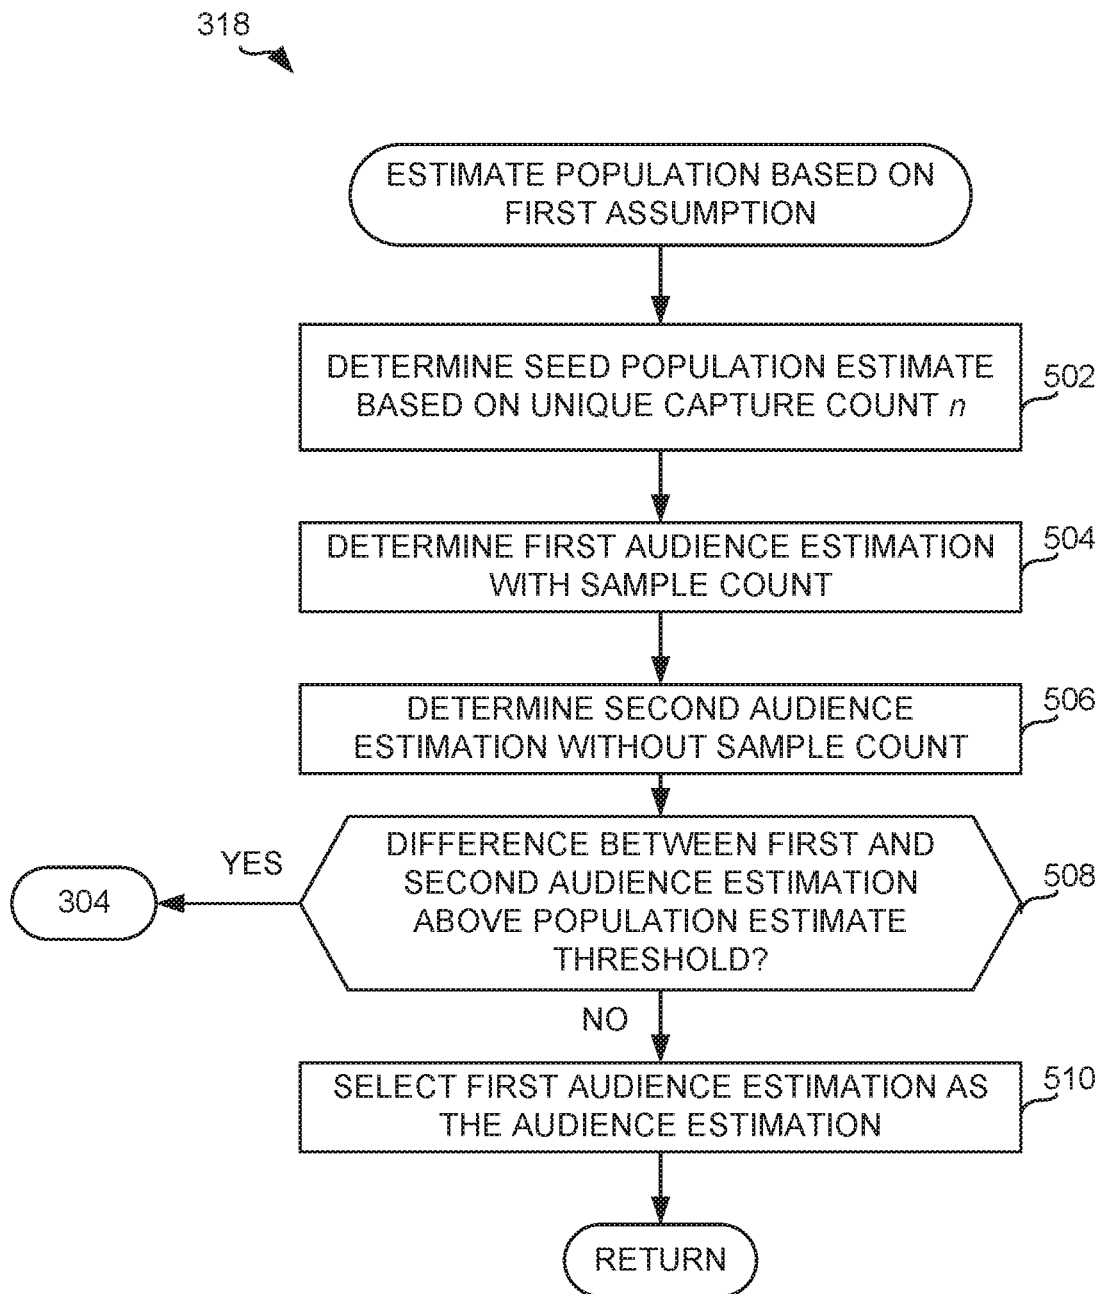 318
ESTIMATE POPULATION BASED ON
FIRST ASSUMPTION
DETERMINE SEED POPULATION ESTIMATE
BASED ON UNIQUE CAPTURE COUNT n
502
DETERMINE FIRST AUDIENCE ESTIMATION
WITH SAMPLE COUNT
504
DETERMINE SECOND AUDIENCE
ESTIMATION WITHOUT SAMPLE COUNT
506
DIFFERENCE BETWEEN FIRST AND
SECOND AUDIENCE ESTIMATION
ABOVE POPULATION ESTIMATE
THRESHOLD?
508
YES
304
NO
SELECT FIRST AUDIENCE ESTIMATION AS
THE AUDIENCE ESTIMATION
510
RETURN